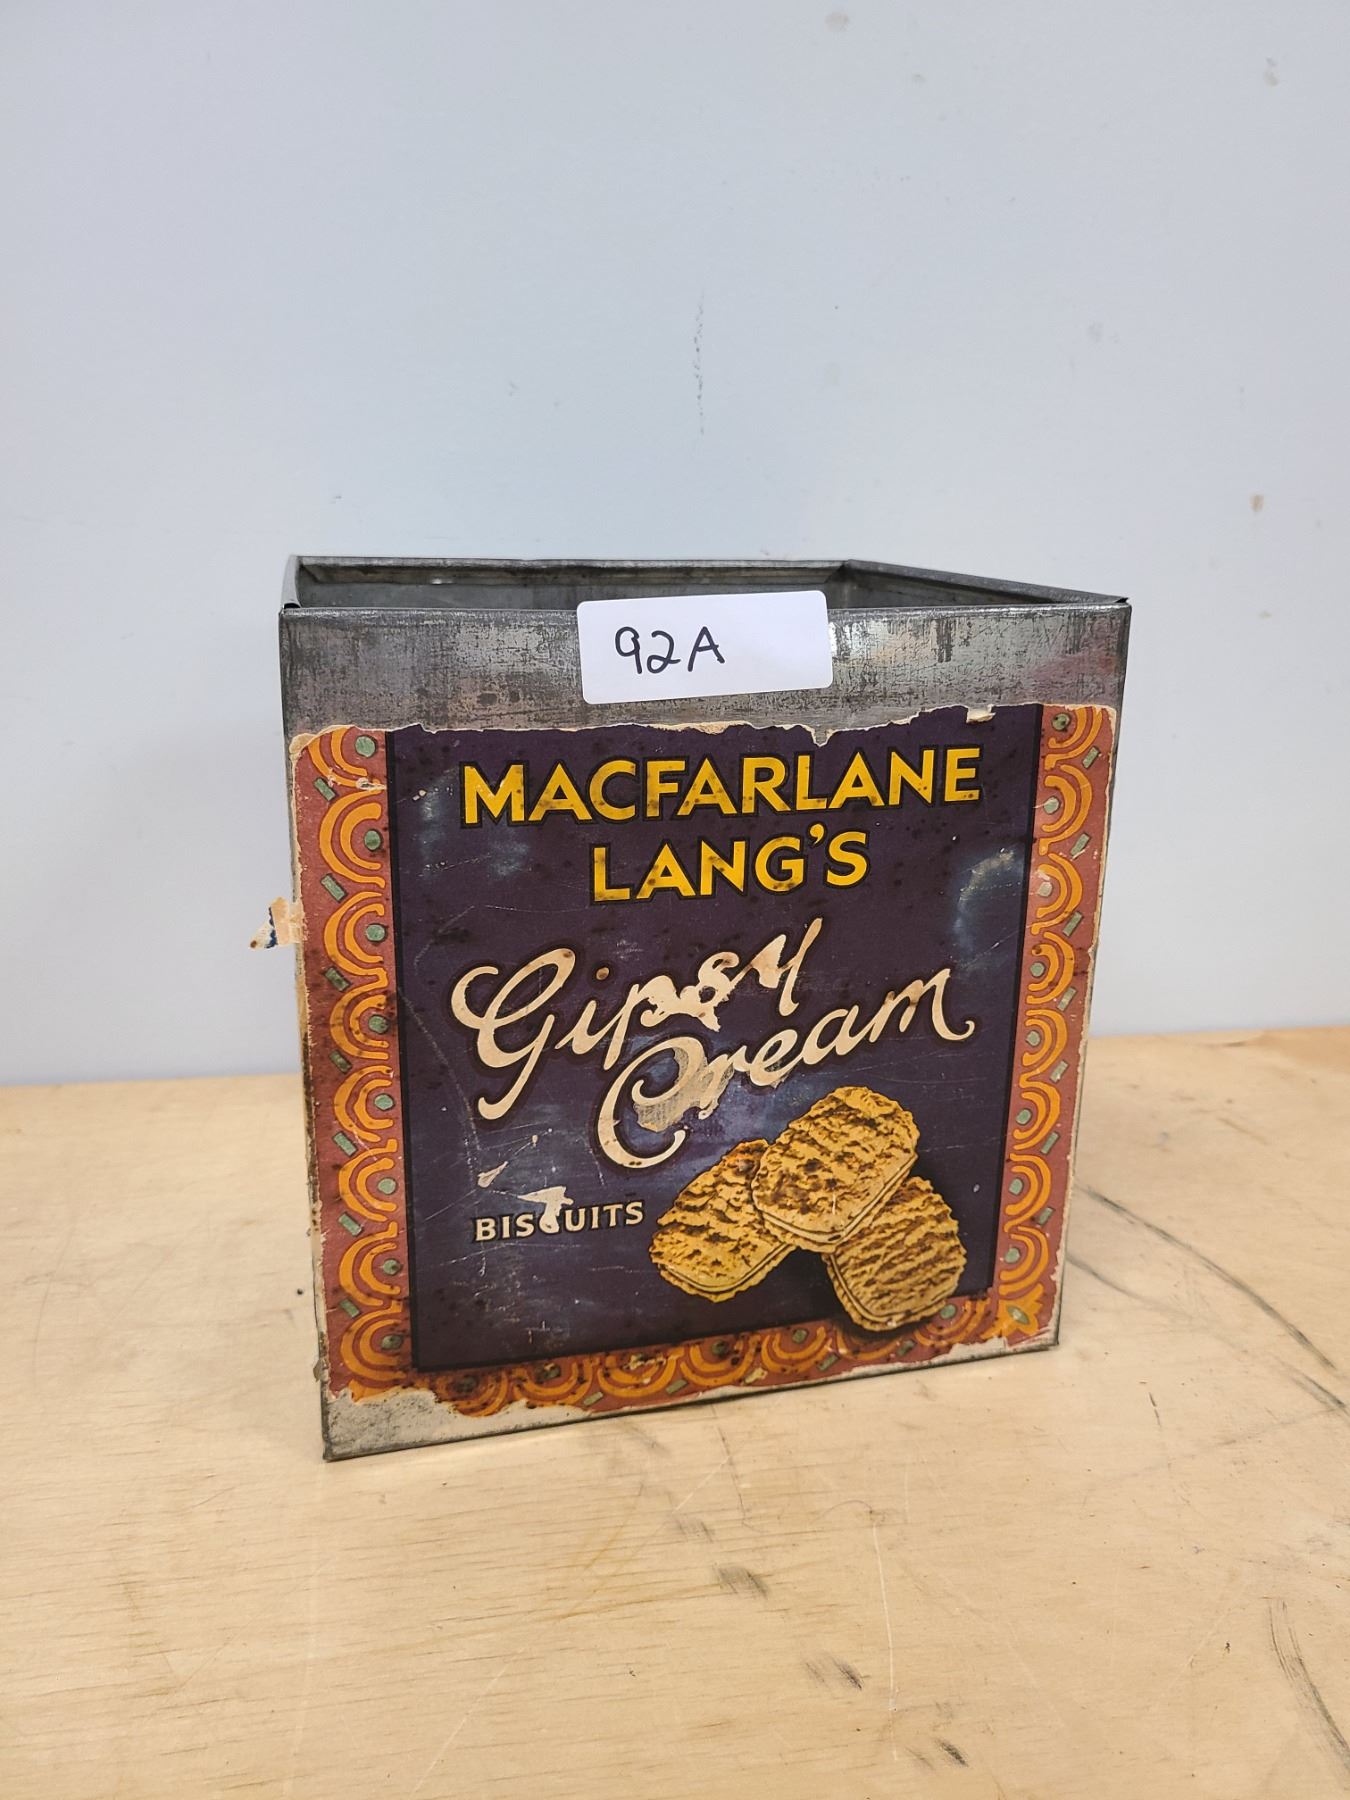 92A
MACFARLANE
LANG'S
Gipsy
Cream
BISCUITS